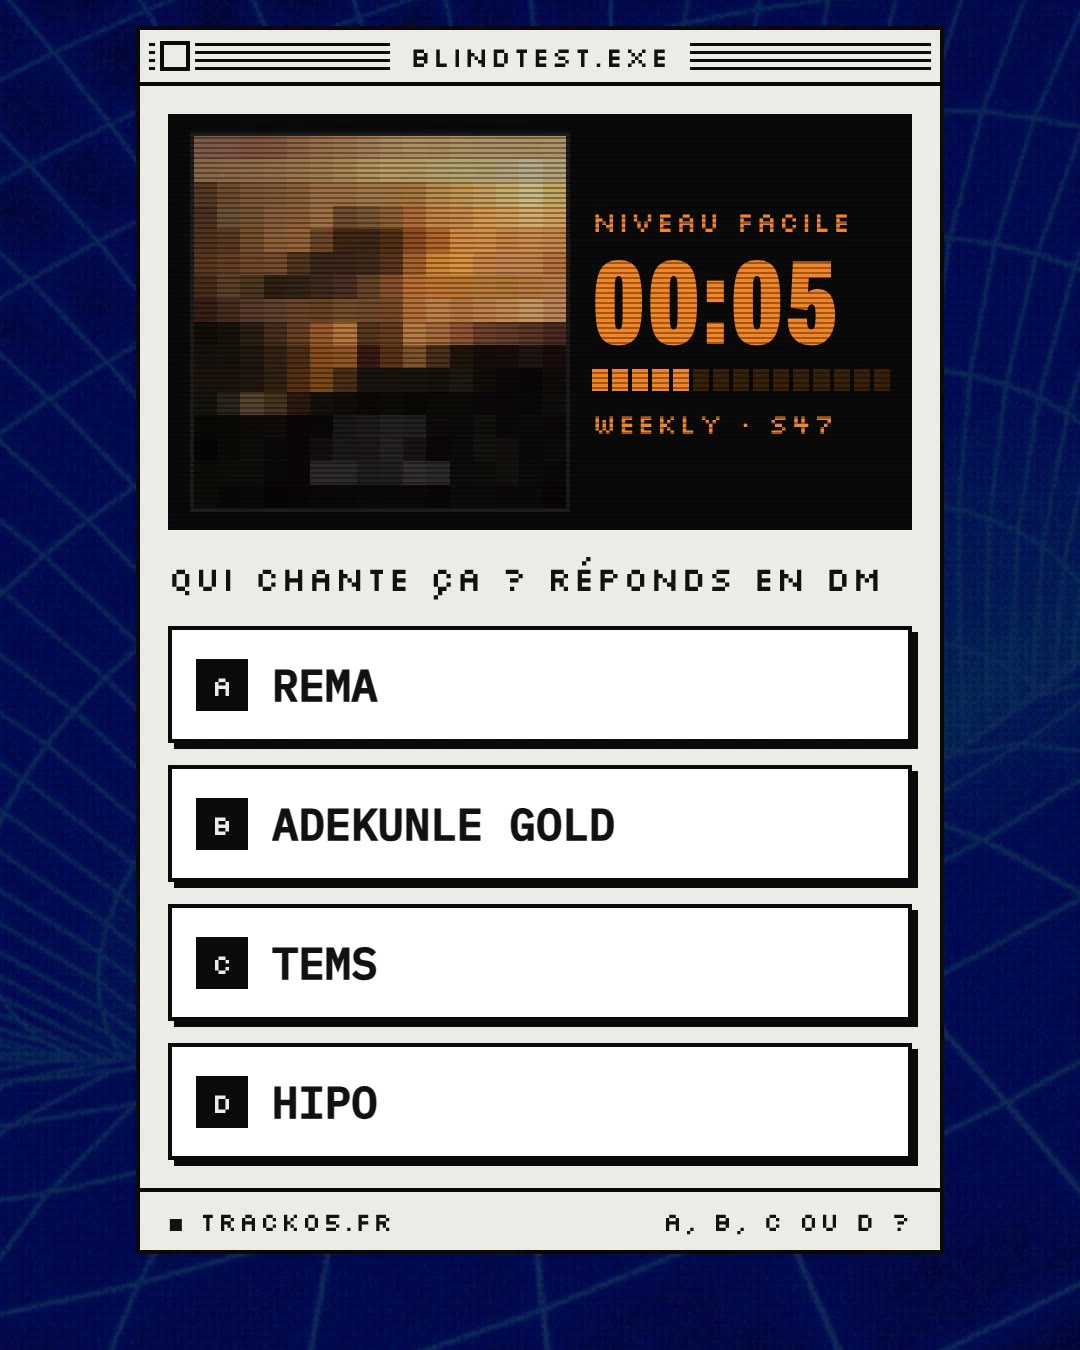 BLINDTEST.EXE
NIVEAU FACILE
00:05
WEEKLY · S47
QUI CHANTE ÇA ? RÉPONDS EN DM
A REMA
B ADEKUNLE GOLD
C TEMS
D HIPO
■ TRACK05.FR
A, B, C OU D ?